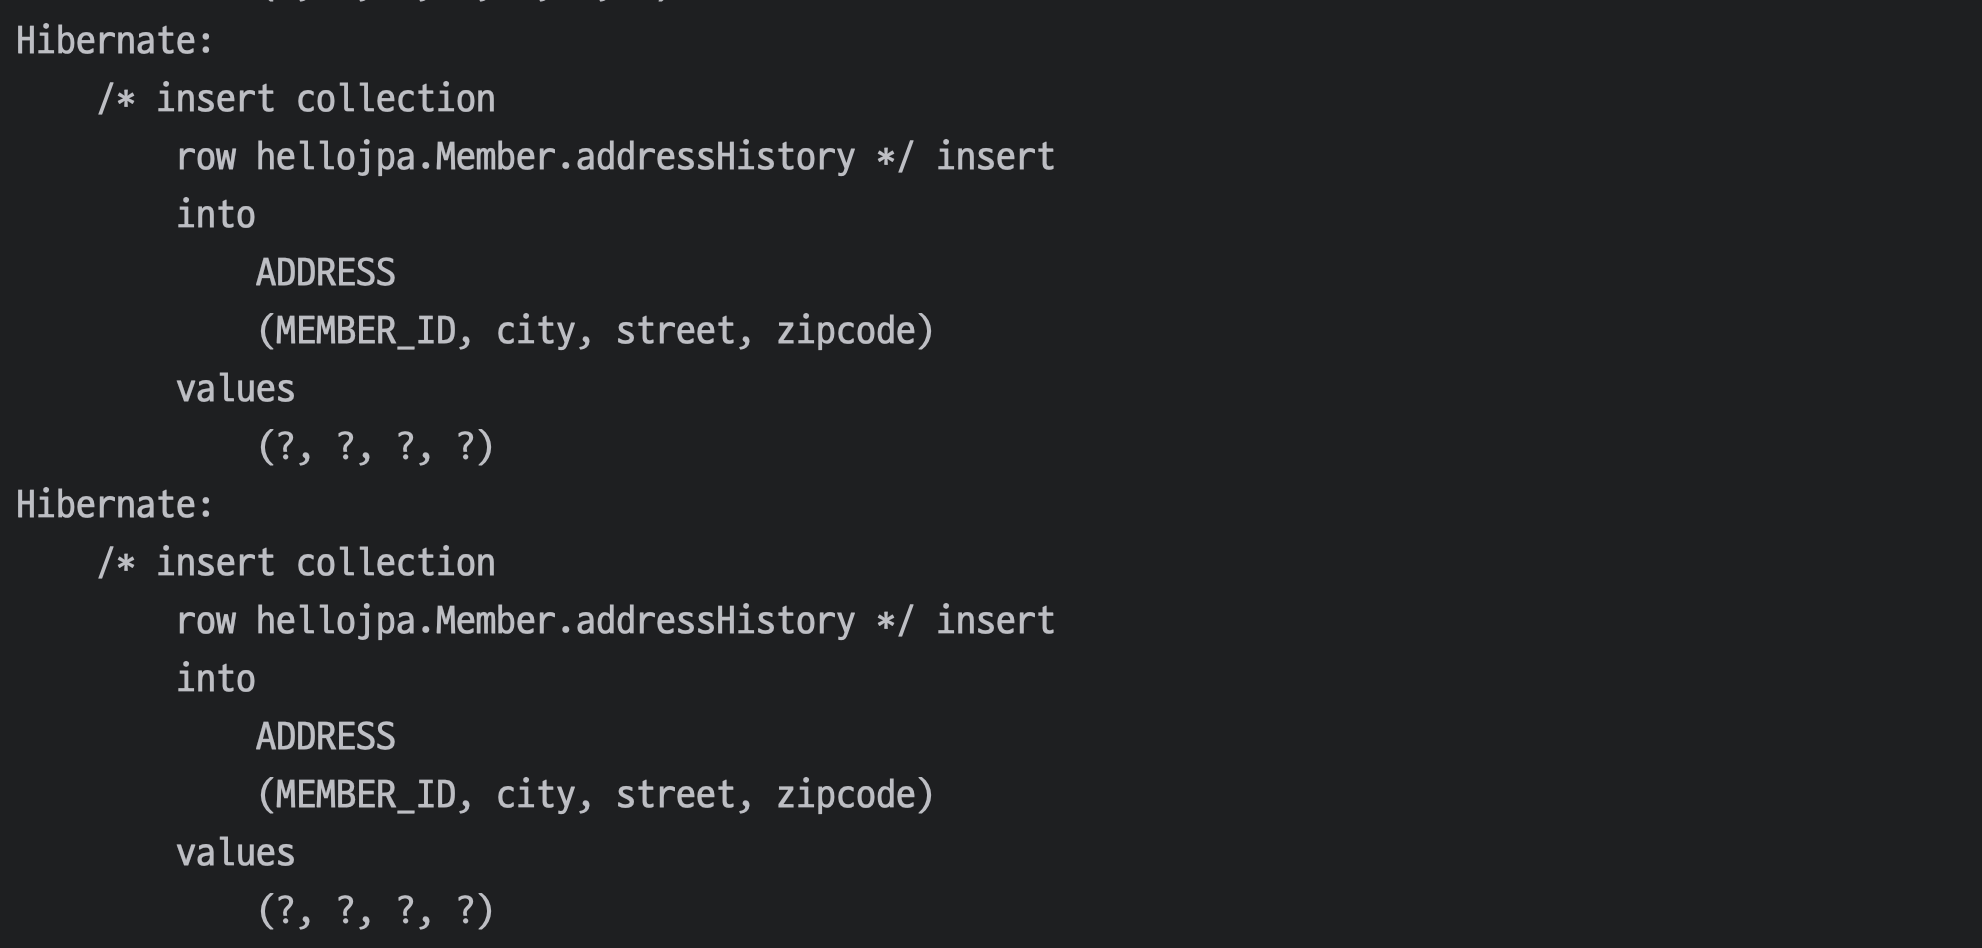 Hibernate:
/* insert collection
row hellojpa.Member.addressHistory */ insert
into
ADDRESS
(MEMBER_ID, city, street, zipcode)
values
(?, ?, ?, ?)
Hibernate:
/* insert collection
row hellojpa.Member.addressHistory */ insert
into
ADDRESS
(MEMBER_ID, city, street, zipcode)
values
(?, ?, ?, ?)